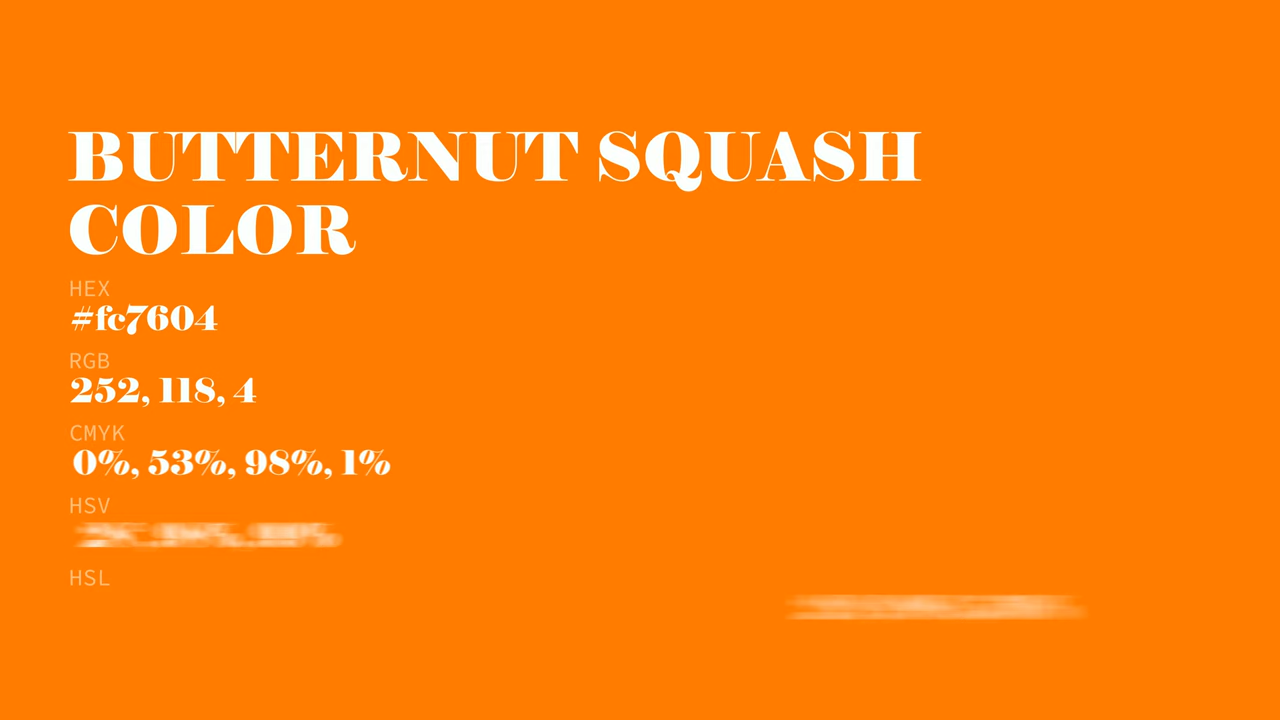 BUTTERNUT SQUASH
COLOR
HEX
#fc7604
RGB
252, 118, 4
CMYK
0%, 53%, 98%, 1%
HSV
HSL